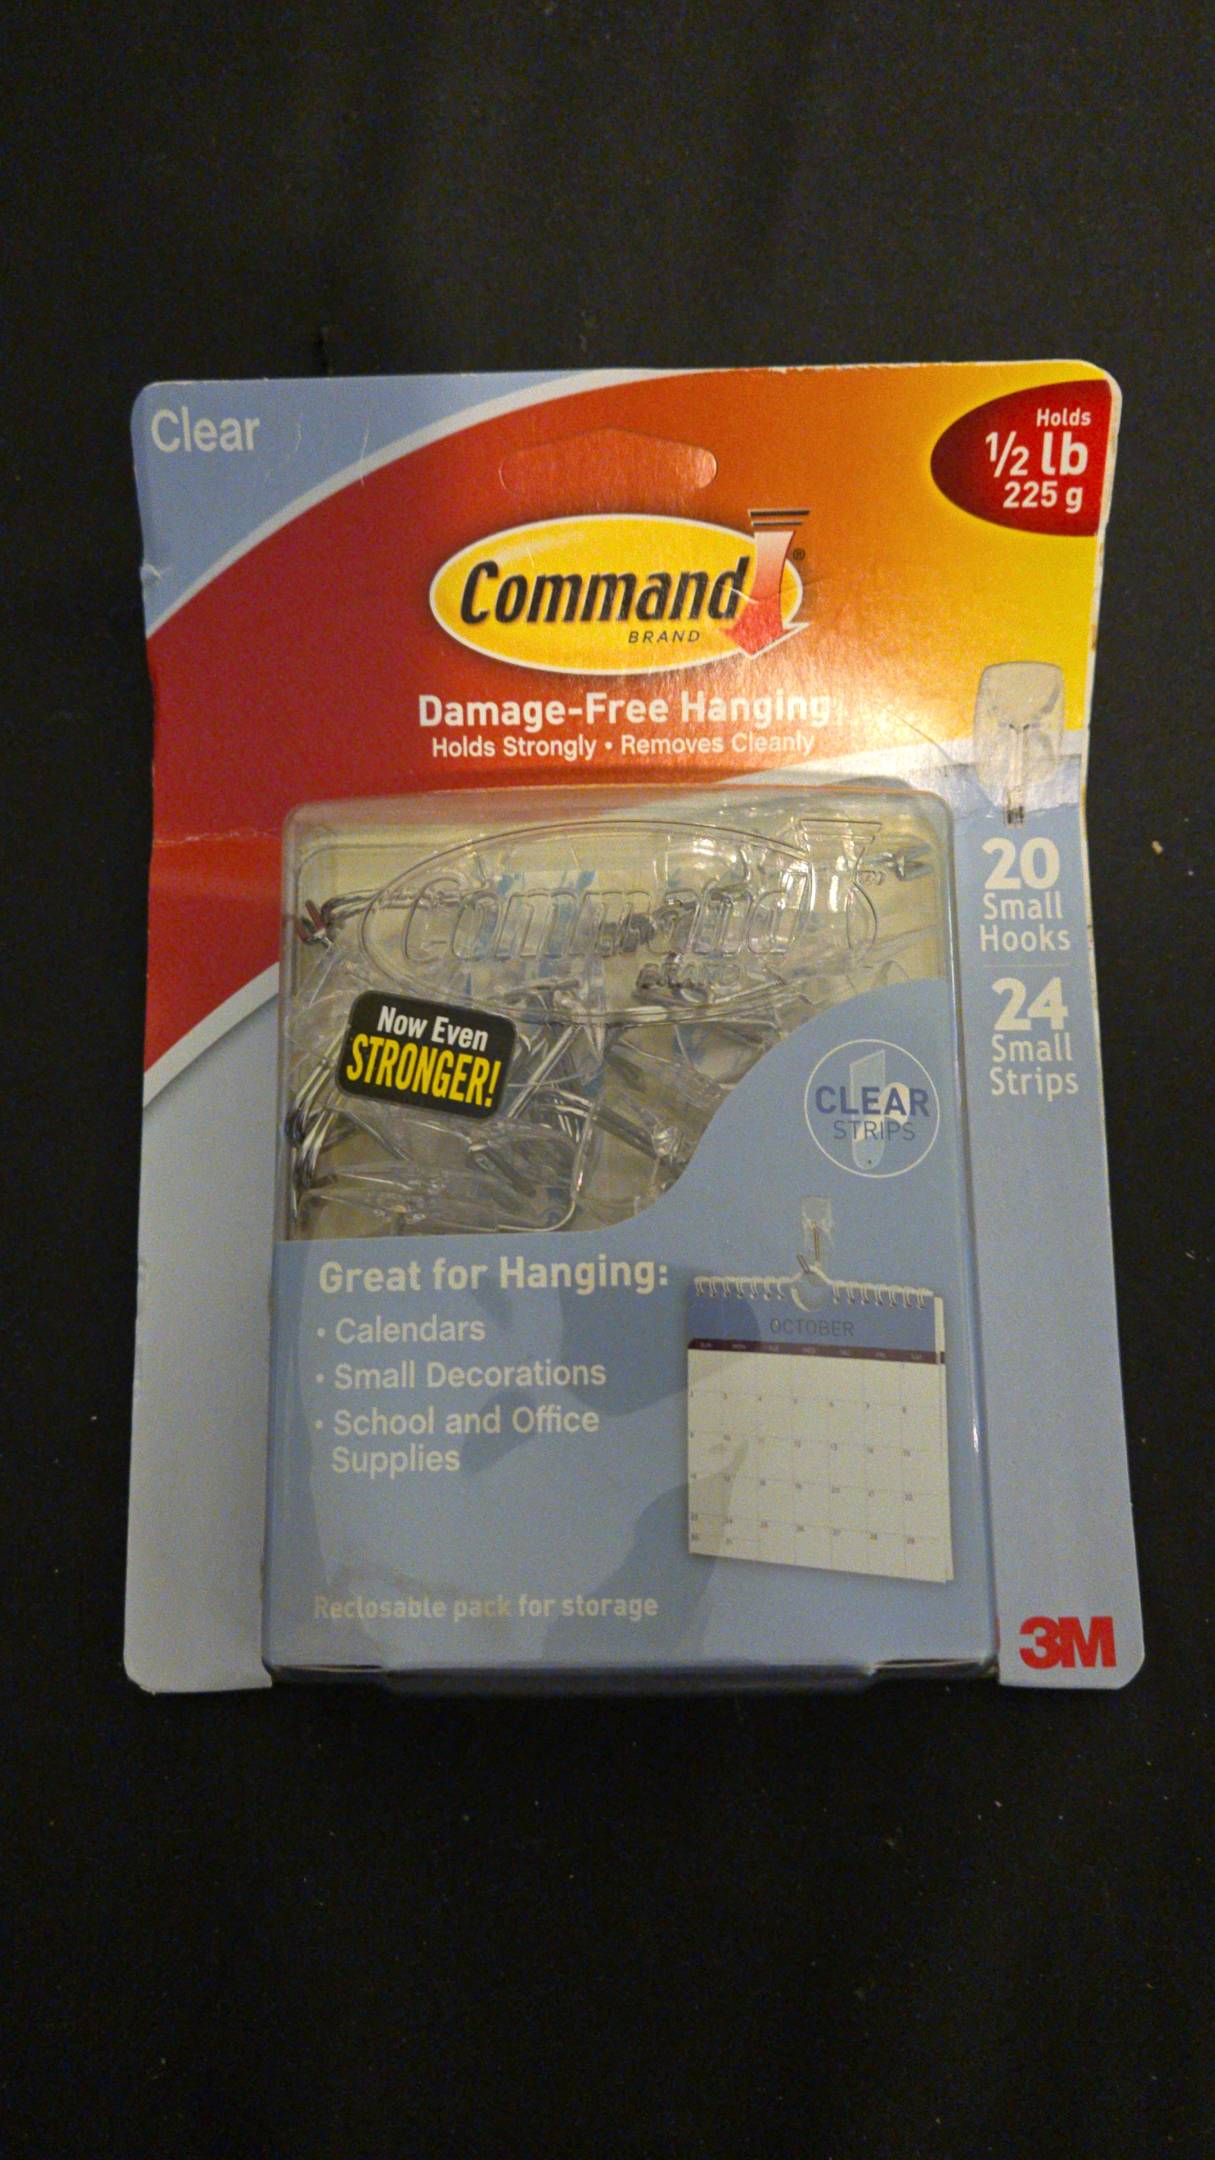 Clear
Holds
1/2 lb
225 g
Command®
BRAND
Damage-Free Hanging
Holds Strongly • Removes Cleanly
Command
BRAND
20
Small
Hooks
24
Small
Strips
Now Even
STRONGER!
CLEAR
STRIPS
Great for Hanging:
• Calendars
• Small Decorations
• School and Office
Supplies
OCTOBER
Reclosable pack for storage
3M